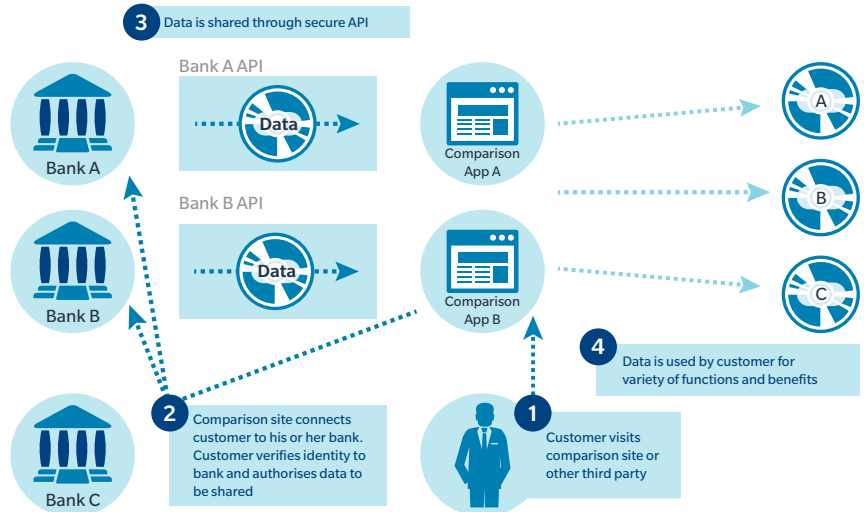 3
Data is shared through secure API
Bank A API
Data
Bank A
Comparison
App A
A
Bank B API
Data
Bank B
Comparison
App B
B
C
4
Data is used by customer for
variety of functions and benefits
2
Comparison site connects
customer to his or her bank.
Customer verifies identity to
bank and authorises data to
be shared
1
Customer visits
comparison site or
other third party
Bank C